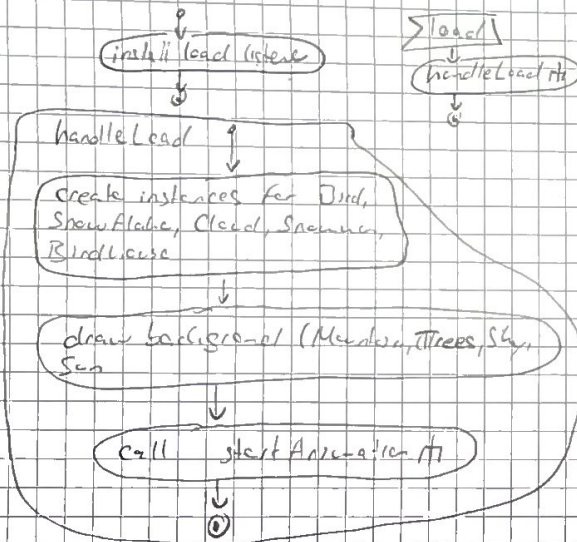 install load listener
load
handleLoad
handleLoad
create instances for Bird,
Snowflake, Cloud, Snowman,
BirdHouse
draw background (Mountain, Trees, Sky,
Sun
call startAnimation